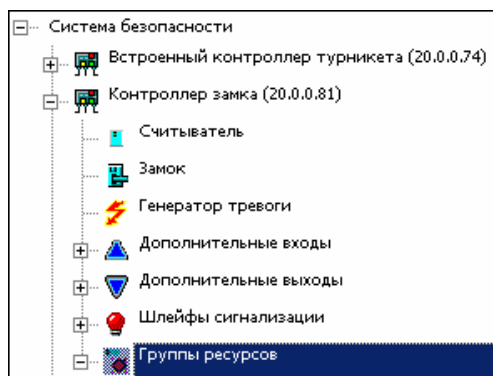 Система безопасности
Встроенный контроллер турникета (20.0.0.74)
Контроллер замка (20.0.0.81)
Считыватель
Замок
Генератор тревоги
Дополнительные входы
Дополнительные выходы
Шлейфы сигнализации
Группы ресурсов